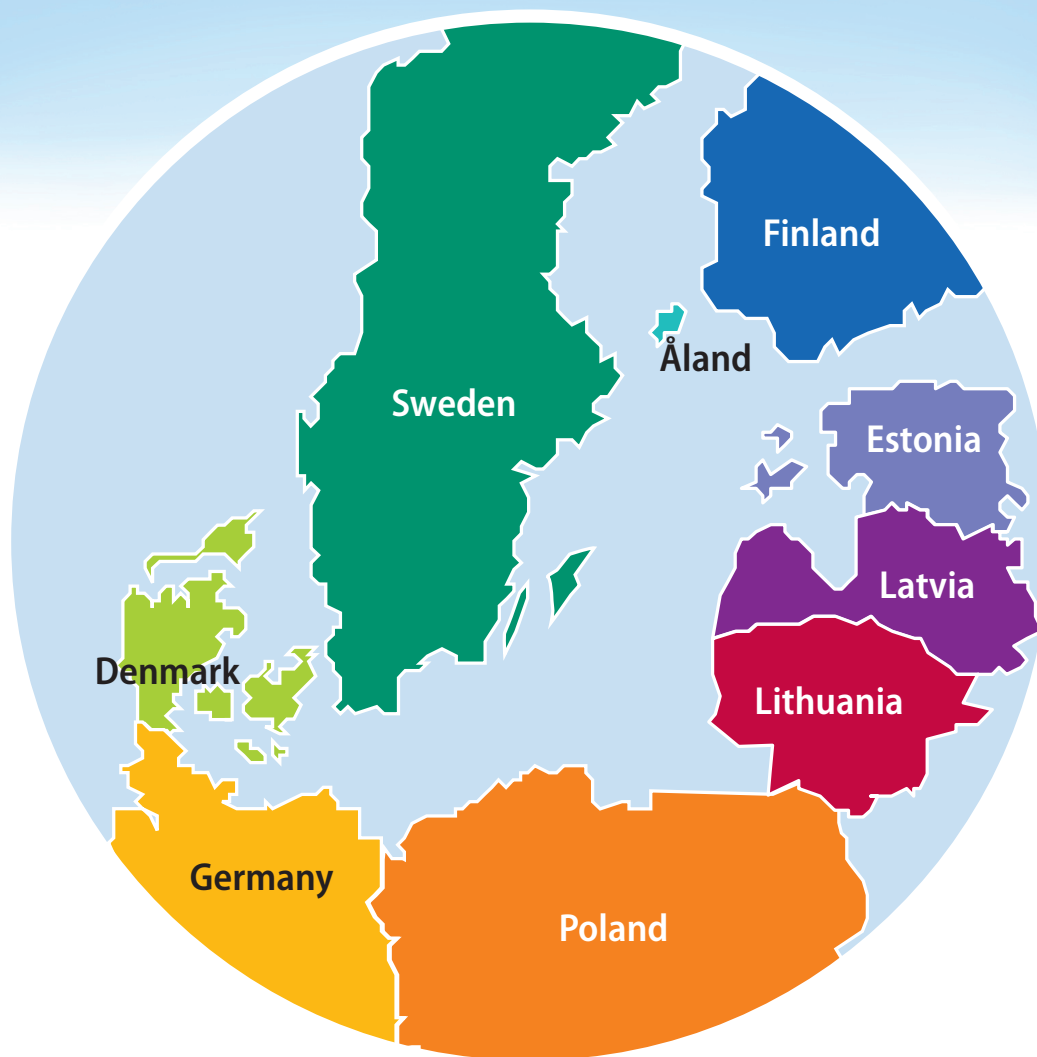 Finland
Åland
Sweden
Estonia
Latvia
Denmark
Lithuania
Germany
Poland